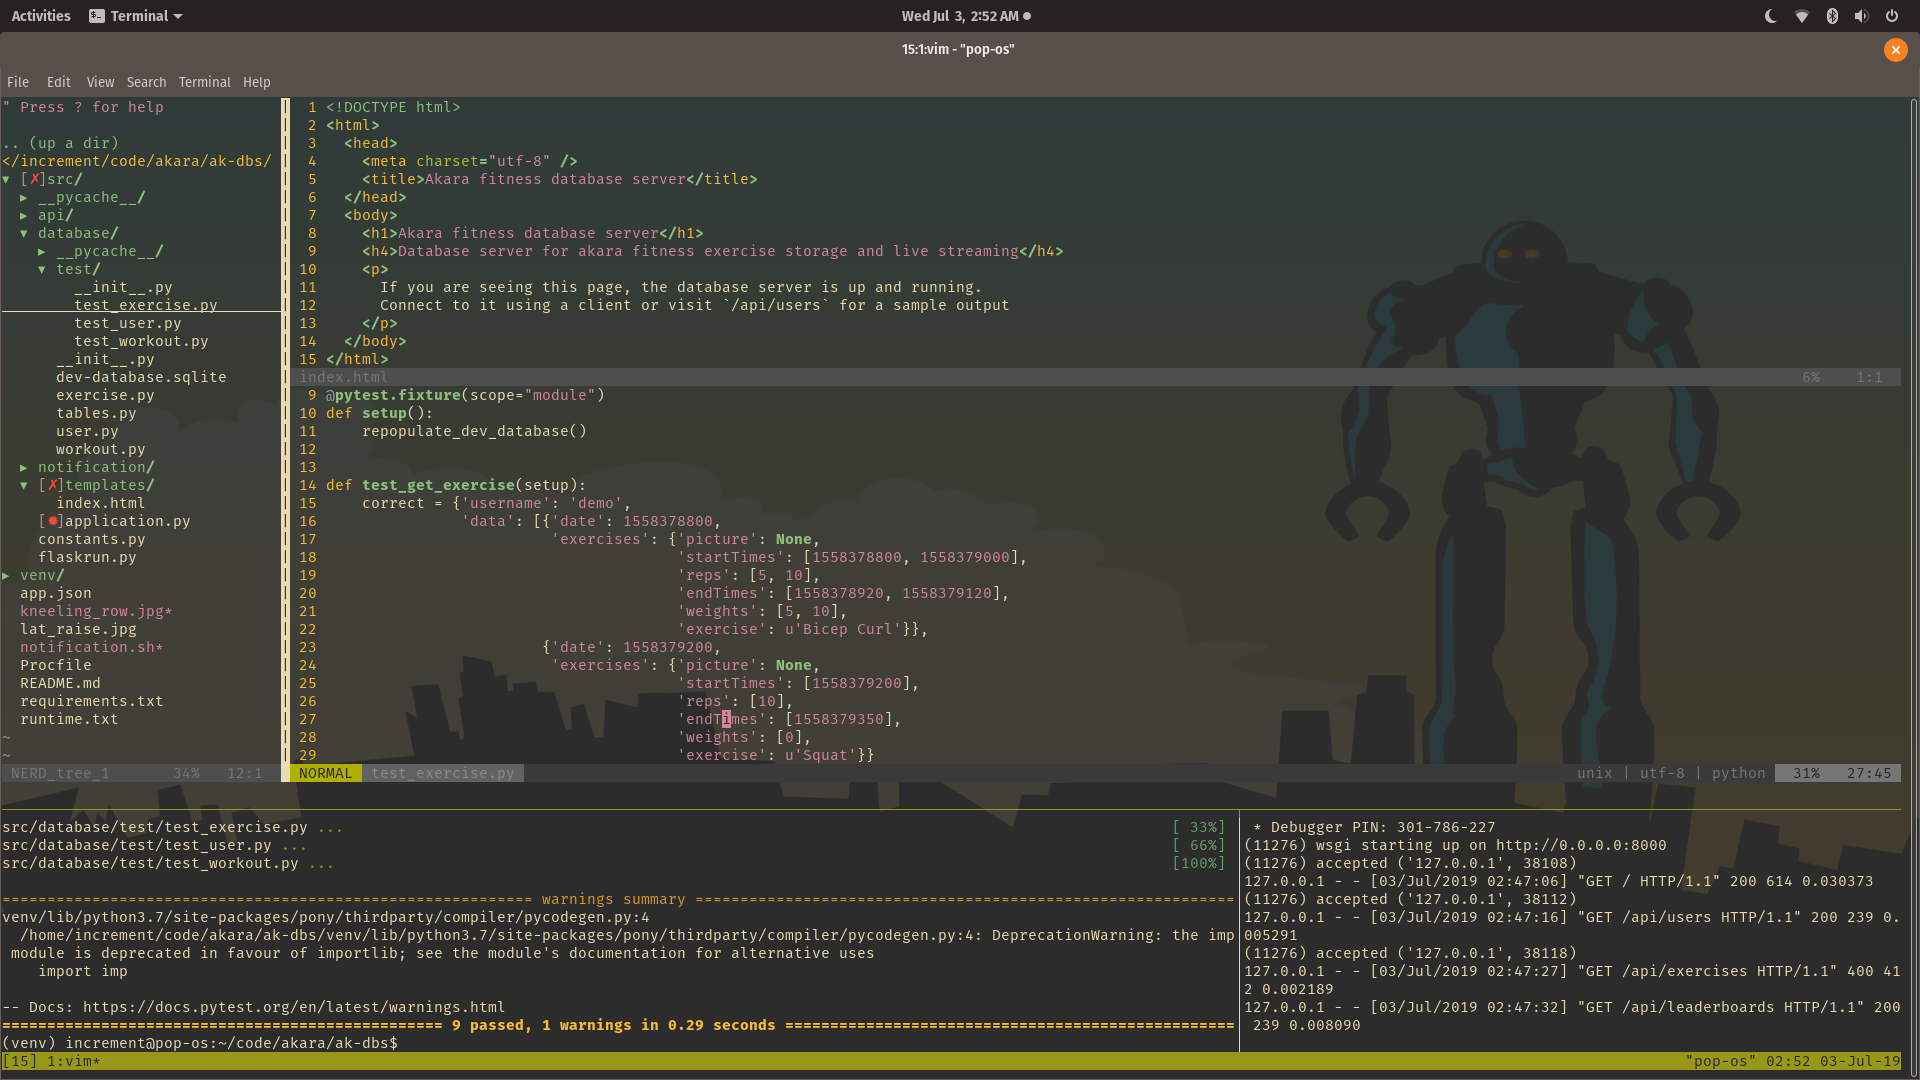 Activities Terminal Wed Jul 3, 2:52 AM
15:1:vim - "pop-os"
File Edit View Search Terminal Help
" Press ? for help
.. (up a dir)
</increment/code/akara/ak-dbs/
▾ [✗]src/
▸ __pycache__/
▸ api/
▾ database/
▸ __pycache__/
▾ test/
__init__.py
test_exercise.py
test_user.py
test_workout.py
__init__.py
dev-database.sqlite
exercise.py
tables.py
user.py
workout.py
▸ notification/
▾ [✗]templates/
index.html
[✹]application.py
constants.py
flaskrun.py
▸ venv/
app.json
kneeling_row.jpg*
lat_raise.jpg
notification.sh*
Procfile
README.md
requirements.txt
runtime.txt
~
~
NERD_tree_1 34% 12:1
1 <!DOCTYPE html>
2 <html>
3   <head>
4     <meta charset="utf-8" />
5     <title>Akara fitness database server</title>
6   </head>
7   <body>
8     <h1>Akara fitness database server</h1>
9     <h4>Database server for akara fitness exercise storage and live streaming</h4>
10     <p>
11       If you are seeing this page, the database server is up and running.
12       Connect to it using a client or visit `/api/users` for a sample output
13     </p>
14   </body>
15 </html>
index.html 6% 1:1
9 @pytest.fixture(scope="module")
10 def setup():
11     repopulate_dev_database()
12
13
14 def test_get_exercise(setup):
15     correct = {'username': 'demo',
16                'data': [{'date': 1558378800,
17                          'exercises': {'picture': None,
18                                        'startTimes': [1558378800, 1558379000],
19                                        'reps': [5, 10],
20                                        'endTimes': [1558378920, 1558379120],
21                                        'weights': [5, 10],
22                                        'exercise': u'Bicep Curl'}},
23                         {'date': 1558379200,
24                          'exercises': {'picture': None,
25                                        'startTimes': [1558379200],
26                                        'reps': [10],
27                                        'endTimes': [1558379350],
28                                        'weights': [0],
29                                        'exercise': u'Squat'}}
NORMAL test_exercise.py unix | utf-8 | python 31% 27:45
src/database/test/test_exercise.py ... [ 33%]
src/database/test/test_user.py ... [ 66%]
src/database/test/test_workout.py ... [100%]
=========================================================== warnings summary ============================================================
venv/lib/python3.7/site-packages/pony/thirdparty/compiler/pycodegen.py:4
  /home/increment/code/akara/ak-dbs/venv/lib/python3.7/site-packages/pony/thirdparty/compiler/pycodegen.py:4: DeprecationWarning: the imp
 module is deprecated in favour of importlib; see the module's documentation for alternative uses
    import imp
-- Docs: https://docs.pytest.org/en/latest/warnings.html
================================================= 9 passed, 1 warnings in 0.29 seconds ==================================================
(venv) increment@pop-os:~/code/akara/ak-dbs$
* Debugger PIN: 301-786-227
(11276) wsgi starting up on http://0.0.0.0:8000
(11276) accepted ('127.0.0.1', 38108)
127.0.0.1 - - [03/Jul/2019 02:47:06] "GET / HTTP/1.1" 200 614 0.030373
(11276) accepted ('127.0.0.1', 38112)
127.0.0.1 - - [03/Jul/2019 02:47:16] "GET /api/users HTTP/1.1" 200 239 0.
005291
(11276) accepted ('127.0.0.1', 38118)
127.0.0.1 - - [03/Jul/2019 02:47:27] "GET /api/exercises HTTP/1.1" 400 41
2 0.002189
127.0.0.1 - - [03/Jul/2019 02:47:32] "GET /api/leaderboards HTTP/1.1" 200
 239 0.008090
[15] 1:vim* "pop-os" 02:52 03-Jul-19